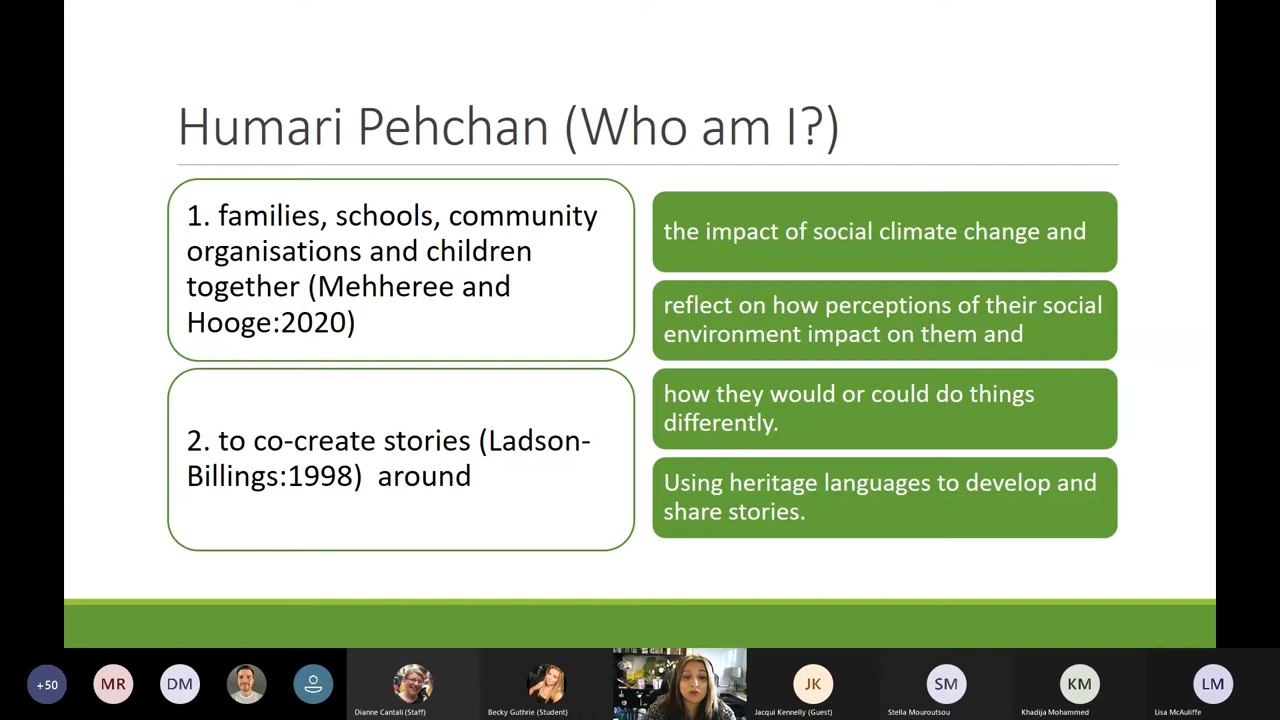 Humari Pehchan (Who am I?)
1. families, schools, community
organisations and children
together (Mehheree and
Hooge:2020)
2. to co-create stories (Ladson-
Billings:1998)  around
the impact of social climate change and
reflect on how perceptions of their social
environment impact on them and
how they would or could do things
differently.
Using heritage languages to develop and
share stories.
+50
MR
DM
Dianne Cantali (Staff)
Becky Guthrie (Student)
JK
Jacqui Kennelly (Guest)
SM
Stella Mouroutsou
KM
Khadija Mohammed
LM
Lisa McAuliffe